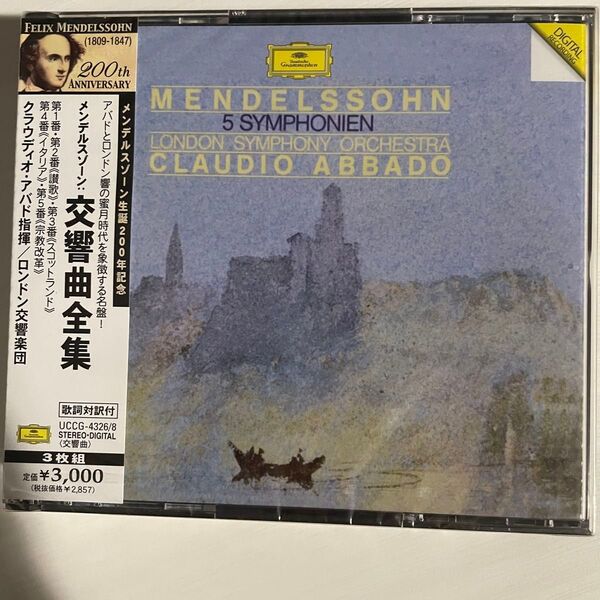 FELIX MENDELSSOHN
(1809-1847)
200th
ANNIVERSARY
メンデルスゾーン生誕200年記念
アバドとロンドン響の蜜月時代を象徴する名盤!
メンデルスゾーン:
交響曲全集
第1番・第2番《讃歌》・第3番《スコットランド》
第4番《イタリア》・第5番《宗教改革》
クラウディオ・アバド指揮/ロンドン交響楽団
歌詞対訳付
UCCG-4326/8
STEREO・DIGITAL
〈交響曲〉
3枚組
定価¥3,000
(税抜価格¥2,857)
Deutsche
Grammophon
DIGITAL
RECORDING
MENDELSSOHN
5 SYMPHONIEN
LONDON SYMPHONY ORCHESTRA
CLAUDIO ABBADO